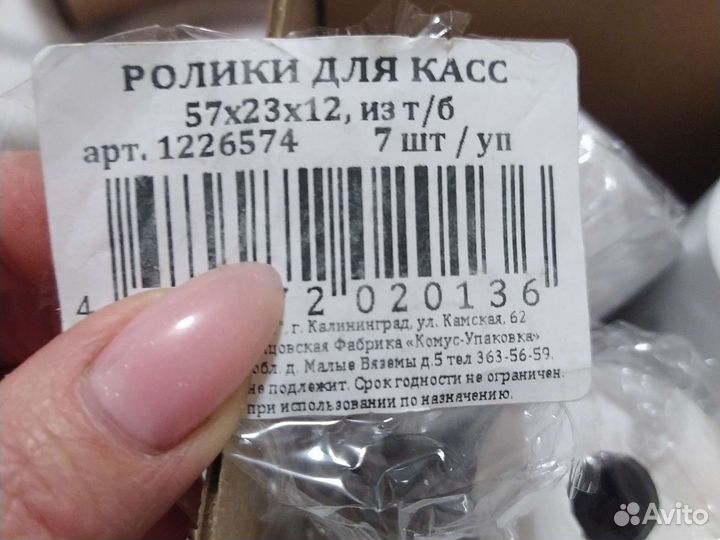 РОЛИКИ ДЛЯ КАСС
57х23х12, из т/б
арт. 1226574 7 шт / уп
4 72 020136
г. Калининград, ул. Камская, 62
Фабрика «Комус-Упаковка»
обл. д. Малые Вяземы д.5 тел 363-56-59.
не подлежит. Срок годности не ограничен.
при использовании по назначению.
Avito